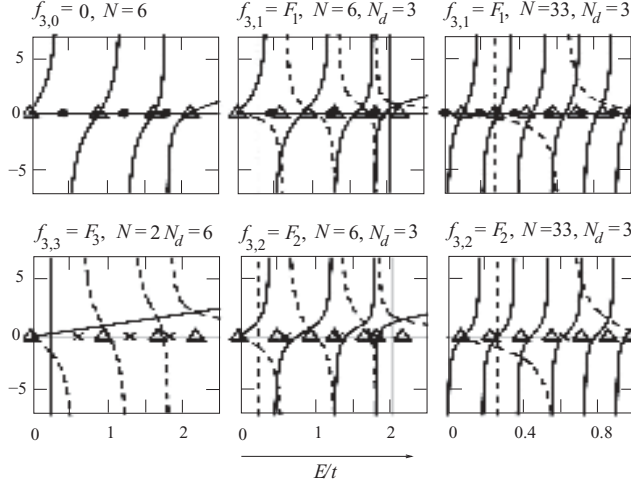 f3,0 = 0, N = 6
f3,1 = F1, N = 6, Nd = 3
f3,1 = F1, N = 33, Nd = 3
5
0
−5
f3,3 = F3, N = 2 Nd = 6
f3,2 = F2, N = 6, Nd = 3
f3,2 = F2, N = 33, Nd = 3
5
0
−5
0 1 2
0 1 2
0 0.4 0.8
E/t